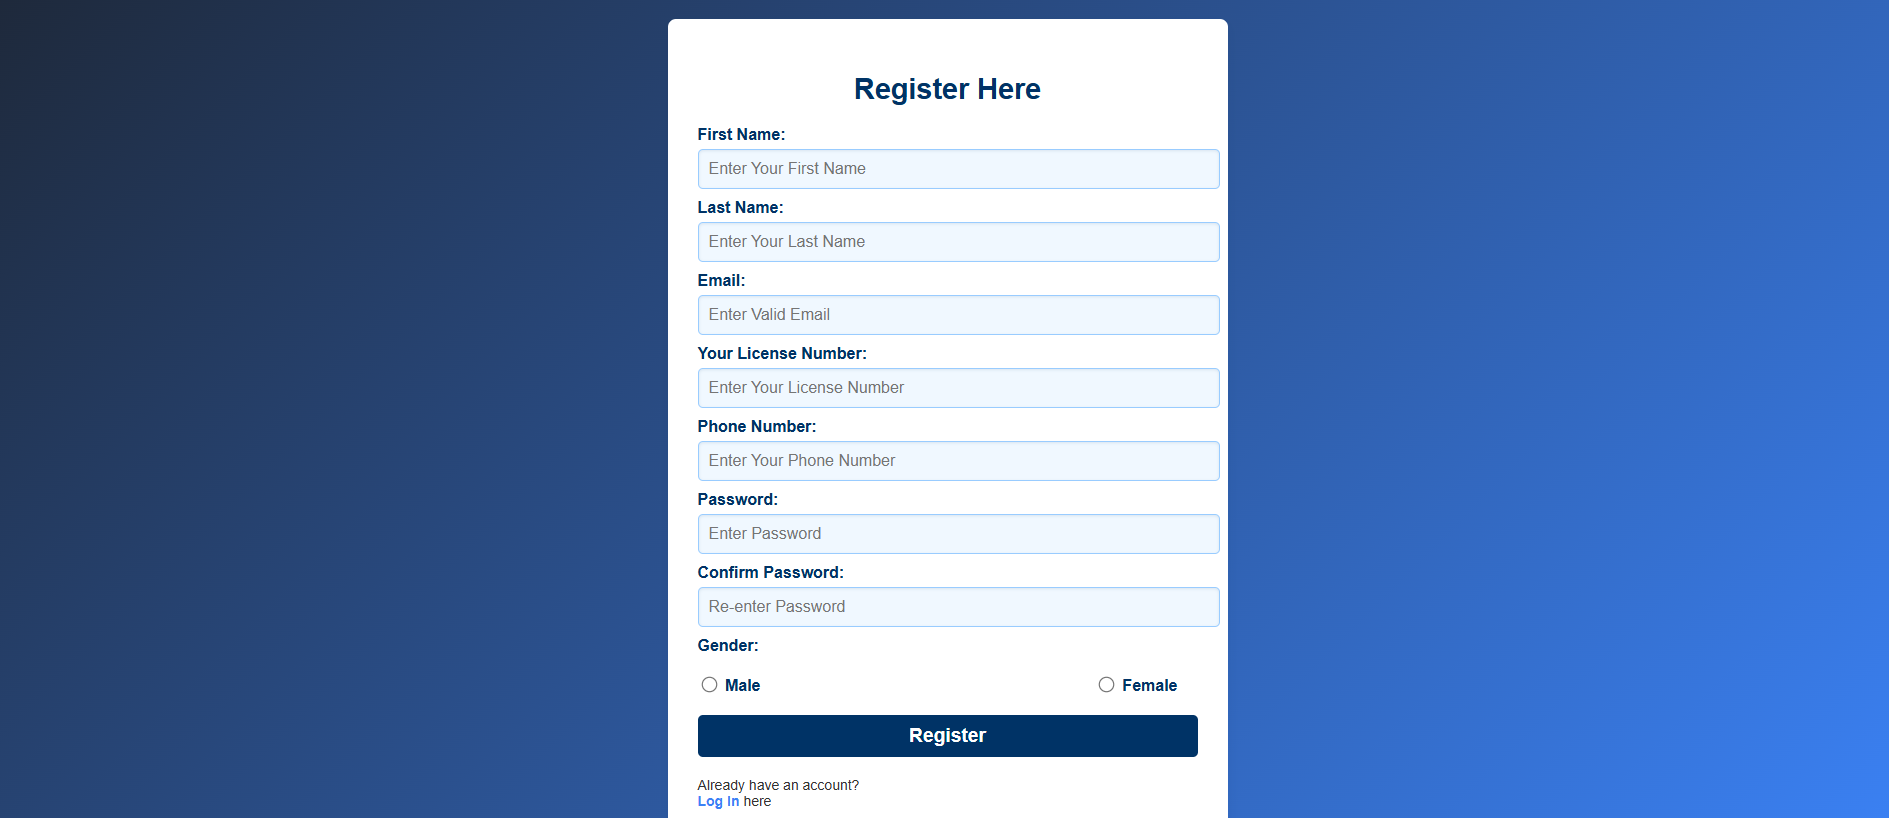 Register Here
First Name:
Enter Your First Name
Last Name:
Enter Your Last Name
Email:
Enter Valid Email
Your License Number:
Enter Your License Number
Phone Number:
Enter Your Phone Number
Password:
Enter Password
Confirm Password:
Re-enter Password
Gender:
Male Female
Register
Already have an account?
Log In here